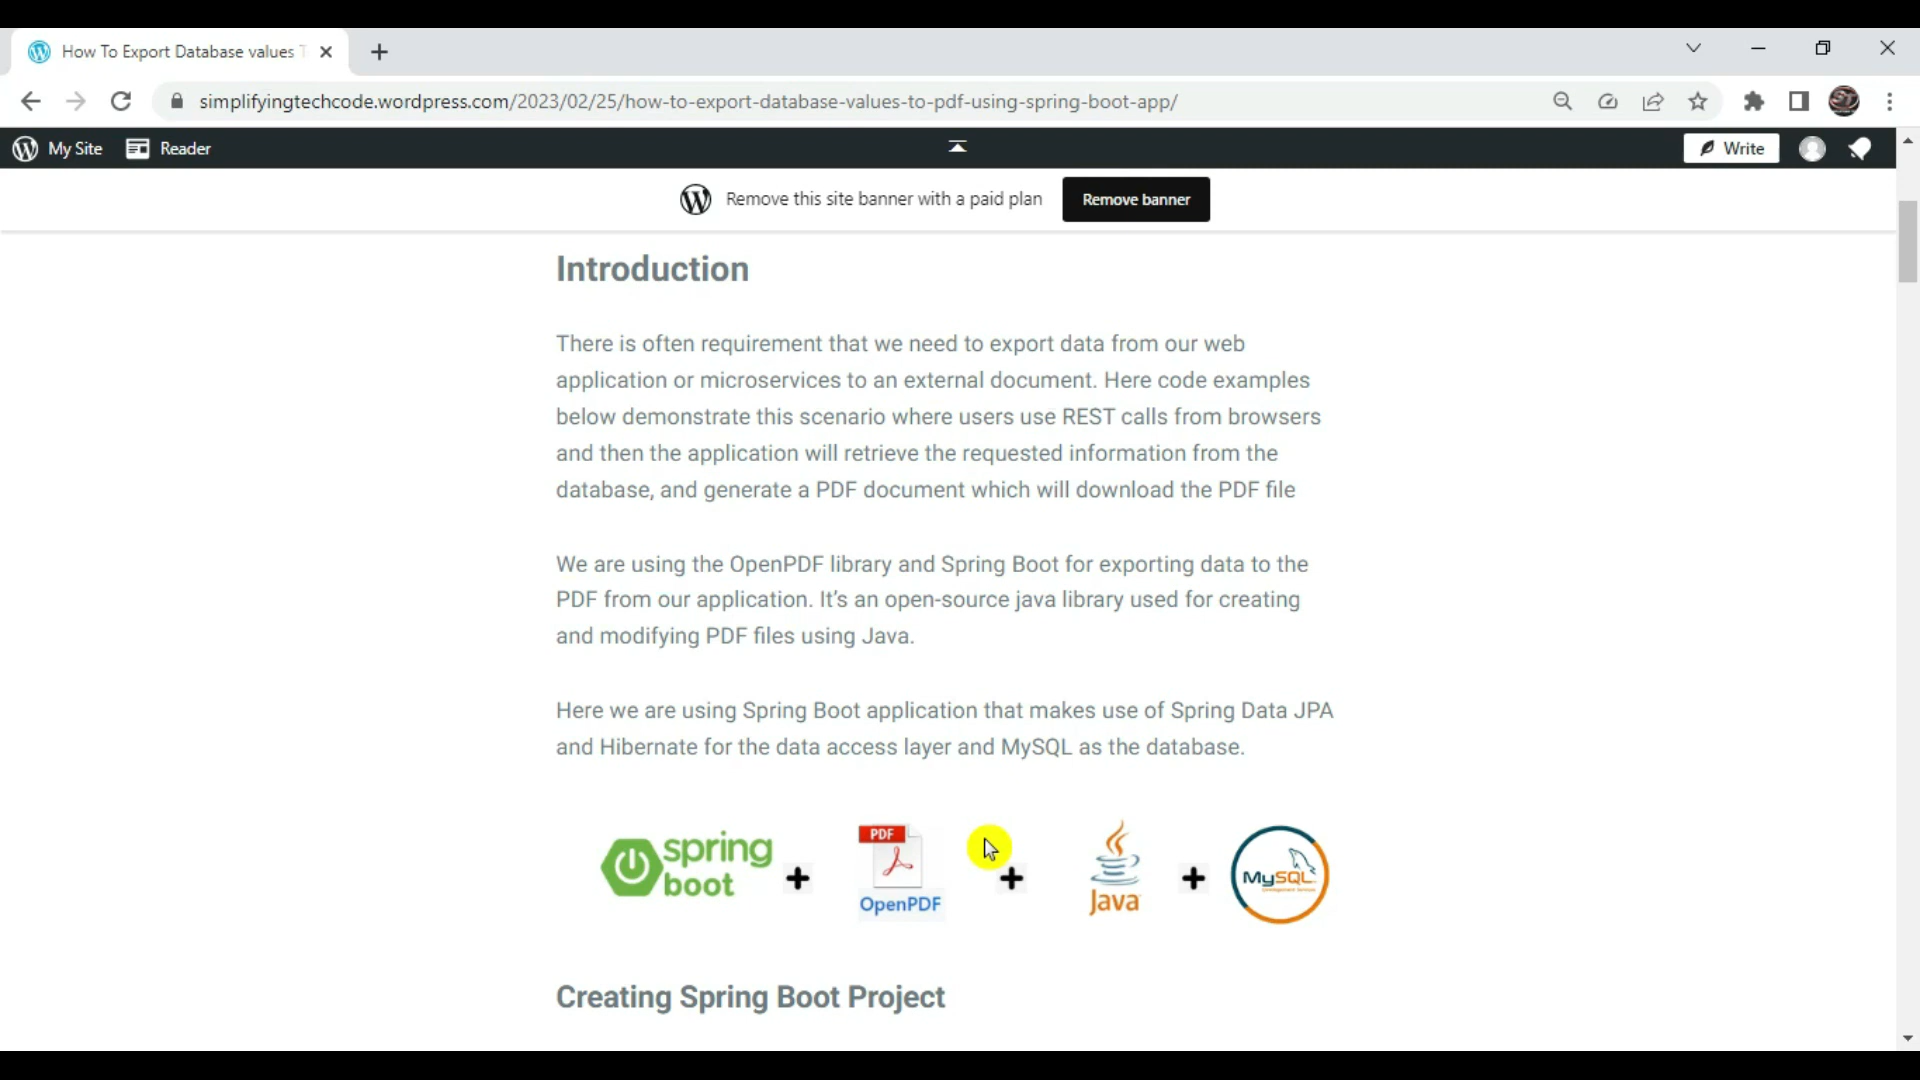 How To Export Database values T
simplifyingtechcode.wordpress.com/2023/02/25/how-to-export-database-values-to-pdf-using-spring-boot-app/
My Site
Reader
Write
Remove this site banner with a paid plan
Remove banner
Introduction
There is often requirement that we need to export data from our web
application or microservices to an external document. Here code examples
below demonstrate this scenario where users use REST calls from browsers
and then the application will retrieve the requested information from the
database, and generate a PDF document which will download the PDF file
We are using the OpenPDF library and Spring Boot for exporting data to the
PDF from our application. It’s an open-source java library used for creating
and modifying PDF files using Java.
Here we are using Spring Boot application that makes use of Spring Data JPA
and Hibernate for the data access layer and MySQL as the database.
spring
boot
+
PDF
OpenPDF
+
Java
+
MySQL
Creating Spring Boot Project